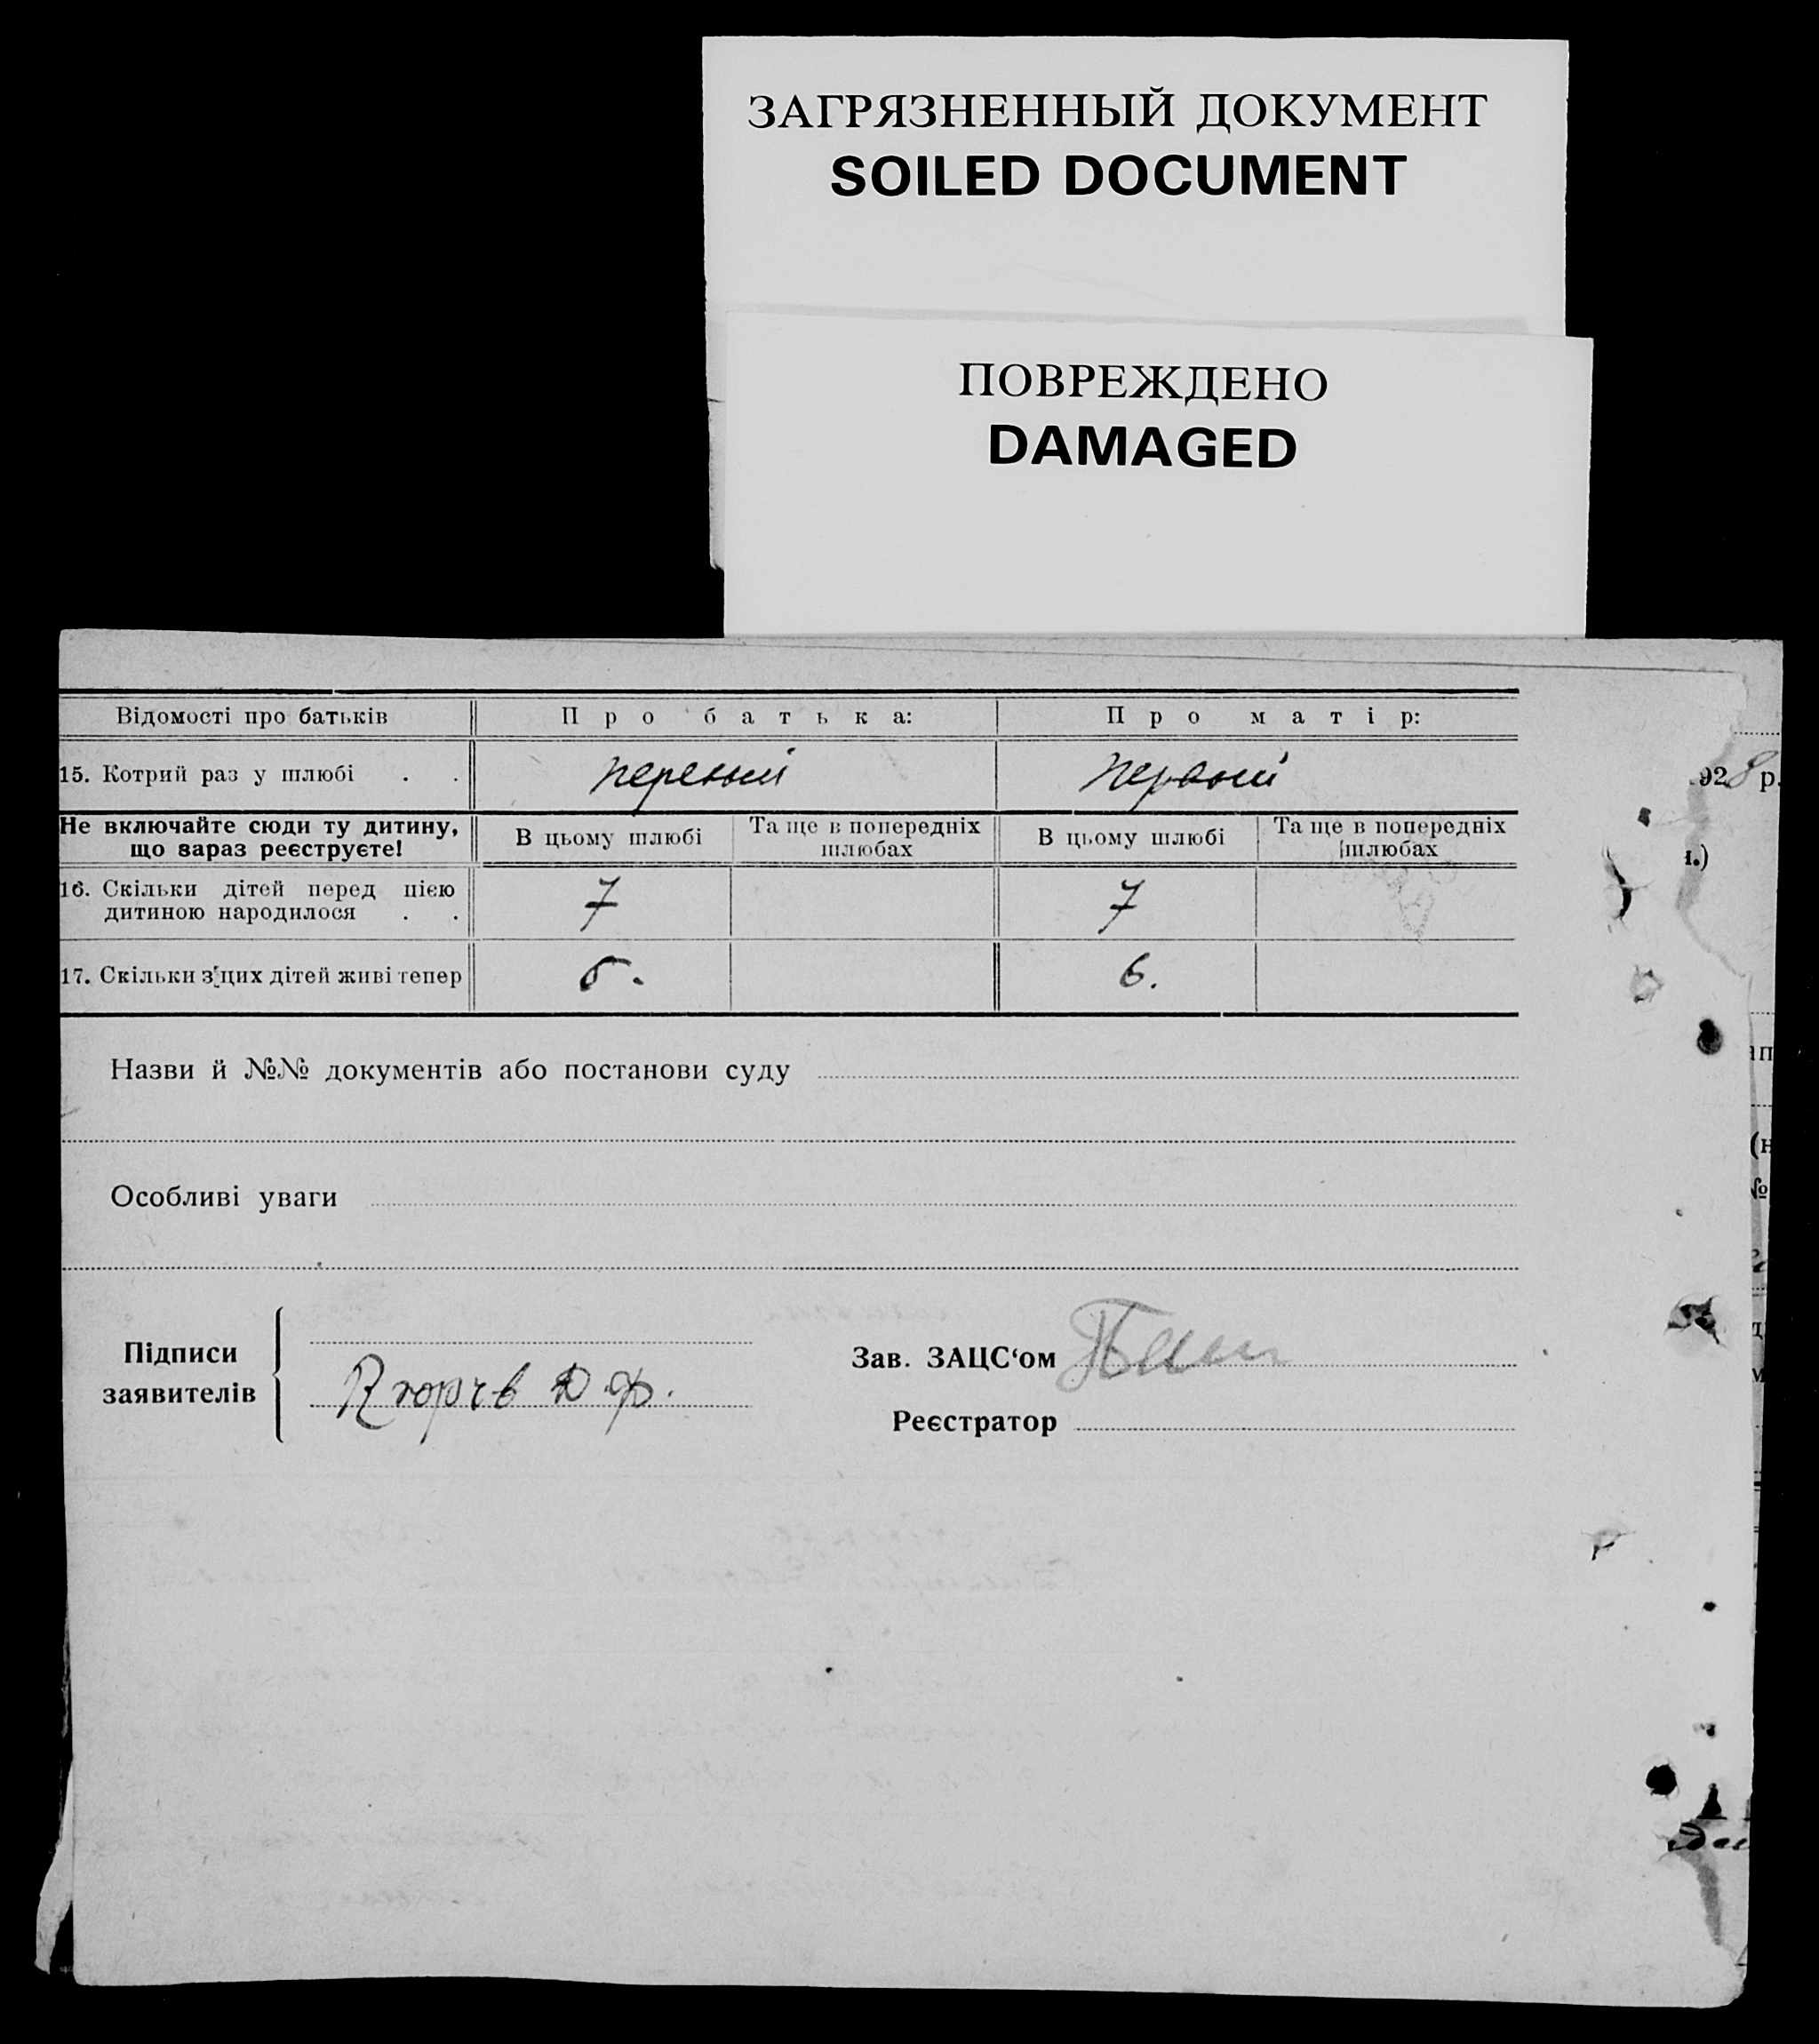 ЗАГРЯЗНЕННЫЙ ДОКУМЕНТ
SOILED DOCUMENT
ПОВРЕЖДЕНО
DAMAGED
Відомості про батьків Про батька: Про матір:
15. Котрий раз у шлюбі . . первый первый
Не включайте сюди ту дитину, що зараз реєструєте! В цьому шлюбі Та ще в попередніх шлюбах В цьому шлюбі Та ще в попередніх шлюбах
16. Скільки дітей перед цією
дитиною народилося . . 7 7
17. Скільки з цих дітей живі тепер 6. 6.
Назви й №№ документів або постанови суду
Особливі уваги
Підписи
заявителів
Д. Ф.
Зав. ЗАЦС‘ом
Реєстратор
928 р.